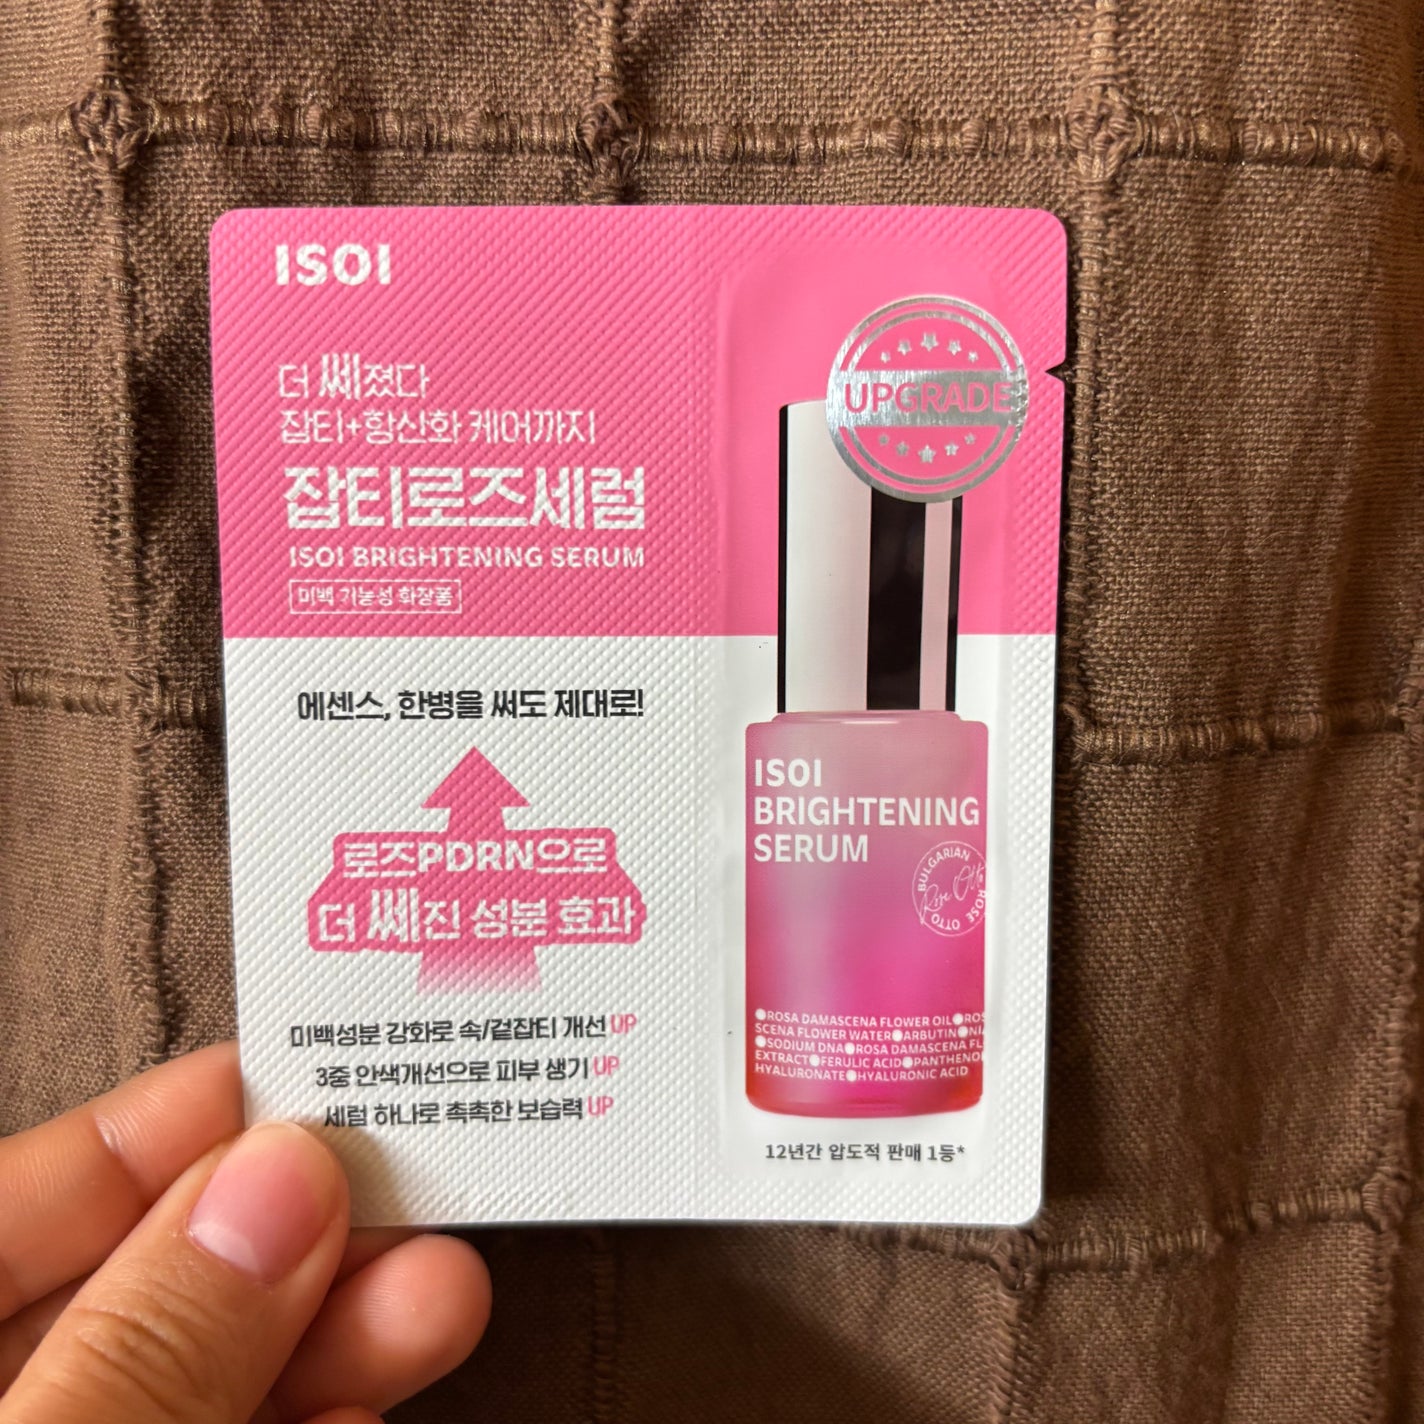 ISOI
더 쎄졌다
잡티+항산화 케어까지
잡티로즈세럼
ISOI BRIGHTENING SERUM
미백 기능성 화장품
에센스, 한병을 써도 제대로!
로즈PDRN으로
더 쎄진 성분 효과
미백성분 강화로 속/겉잡티 개선 UP
3중 안색개선으로 피부 생기 UP
세럼 하나로 촉촉한 보습력 UP
UPGRADE
ISOI
BRIGHTENING
SERUM
BULGARIAN ROSE OTTO
Rose Otto
●ROSA DAMASCENA FLOWER OIL●ROS
SCENA FLOWER WATER●ARBUTIN●NI
●SODIUM DNA●ROSA DAMASCENA FL
EXTRACT●FERULIC ACID●PANTHENO
HYALURONATE●HYALURONIC ACID
12년간 압도적 판매 1등*